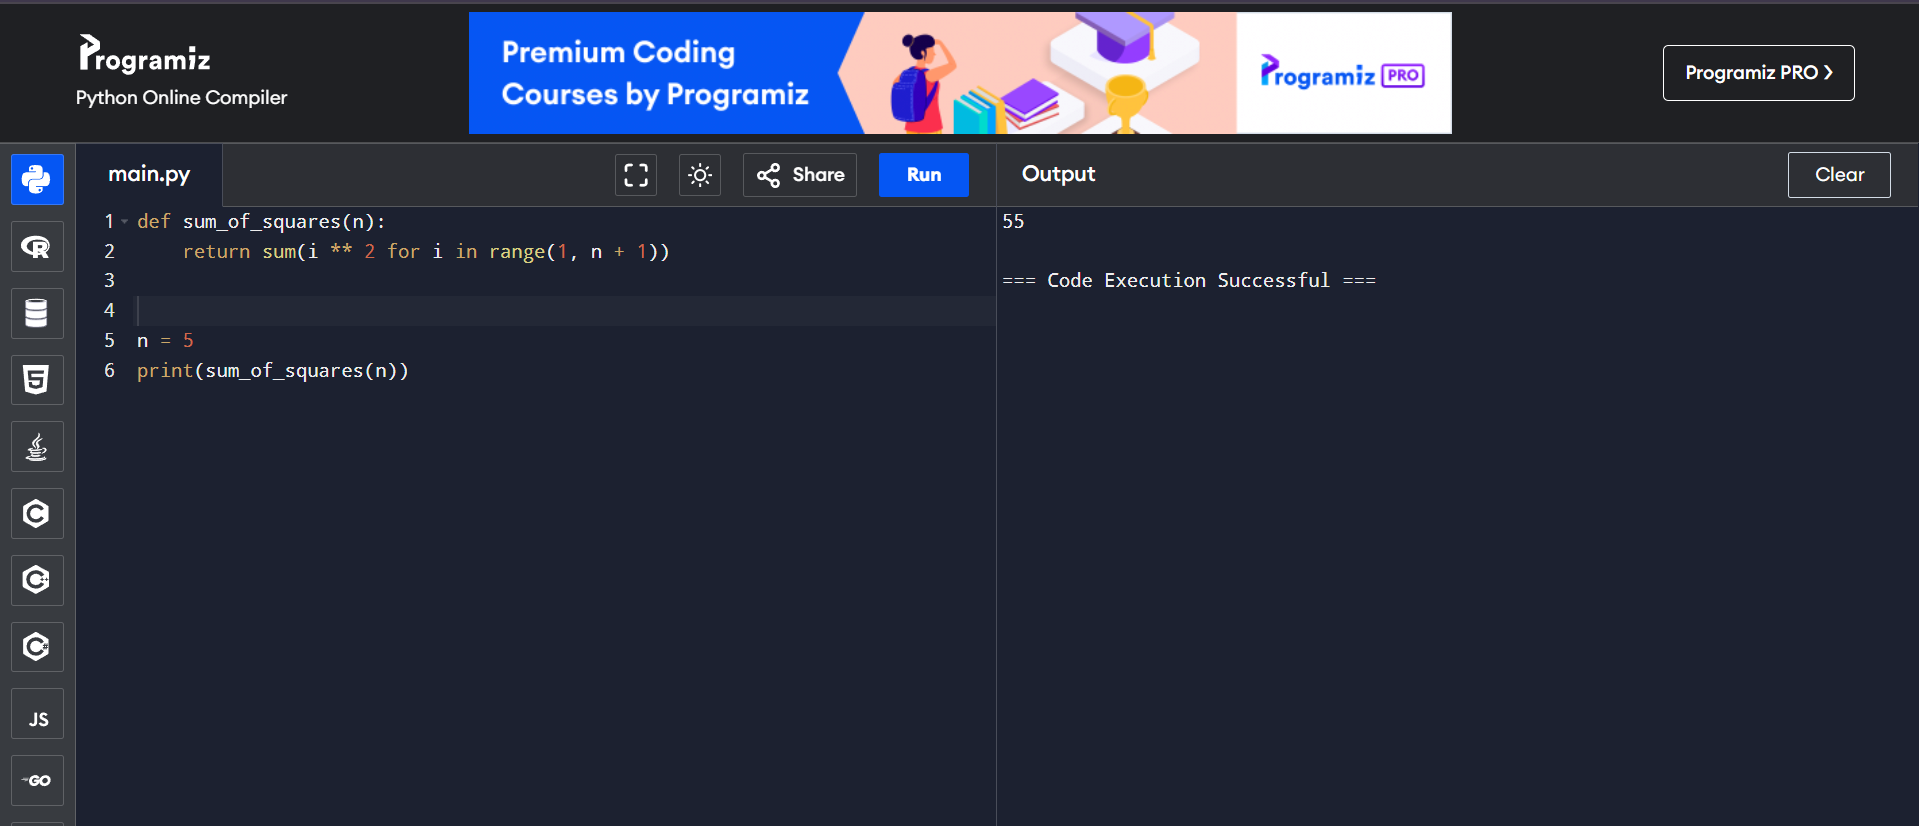 Programiz
Python Online Compiler
Premium Coding
Courses by Programiz
Programiz PRO
Programiz PRO ❯
main.py
Share
Run
Output
Clear
1 def sum_of_squares(n):
2     return sum(i ** 2 for i in range(1, n + 1))
3
4
5 n = 5
6 print(sum_of_squares(n))
55
=== Code Execution Successful ===
R
5
C
C++
C#
JS
GO